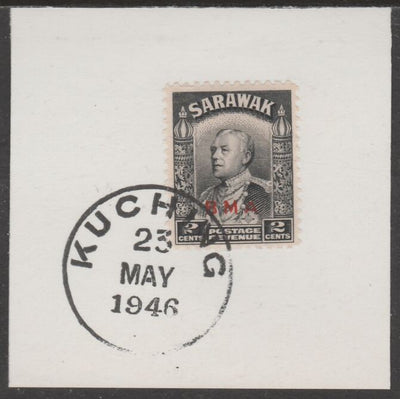 SARAWAK
B.M.A.
2 POSTAGE 2
CENTS REVENUE CENTS
KUCHING
23
MAY
1946